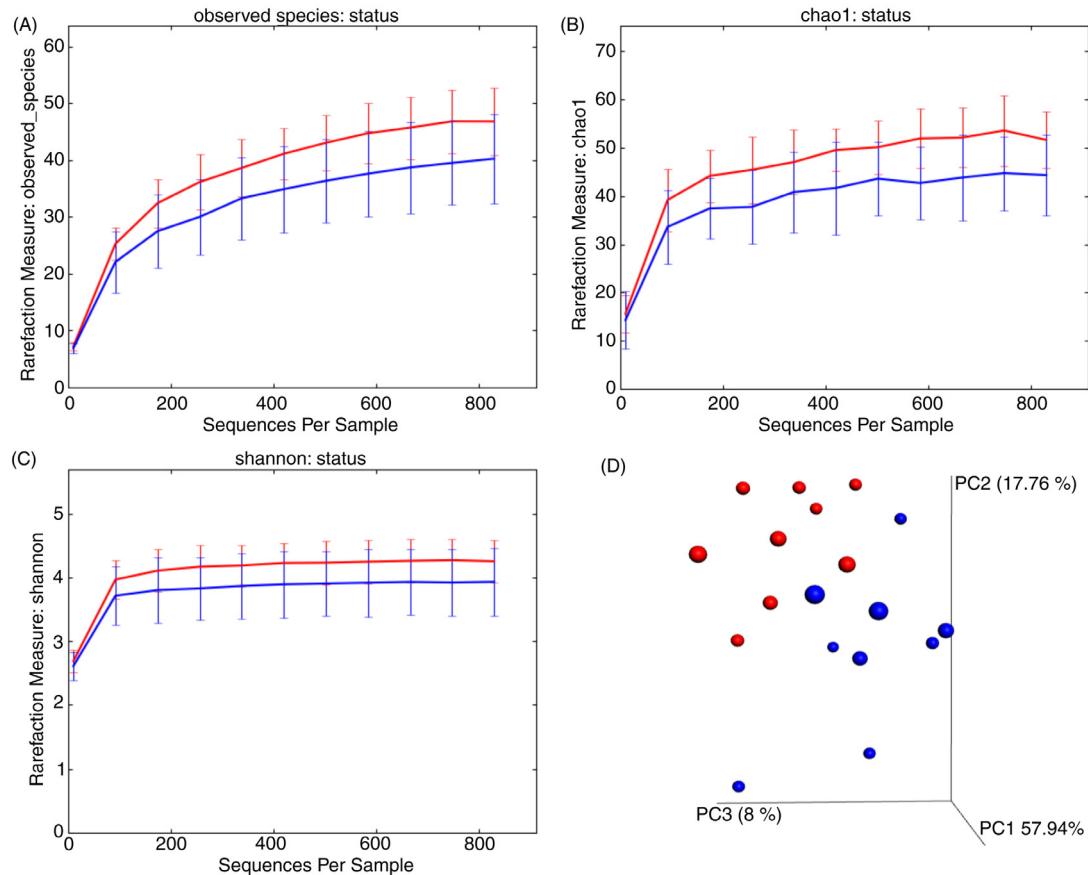 (A)
observed species: status
Rarefaction Measure: observed_species
60
50
40
30
20
10
0
0 200 400 600 800
Sequences Per Sample
(B)
chao1: status
Rarefaction Measure: chao1
70
60
50
40
30
20
10
0
0 200 400 600 800
Sequences Per Sample
(C)
shannon: status
Rarefaction Measure: shannon
5
4
3
2
1
0
0 200 400 600 800
Sequences Per Sample
(D)
PC2 (17.76 %)
PC3 (8 %)
PC1 57.94%